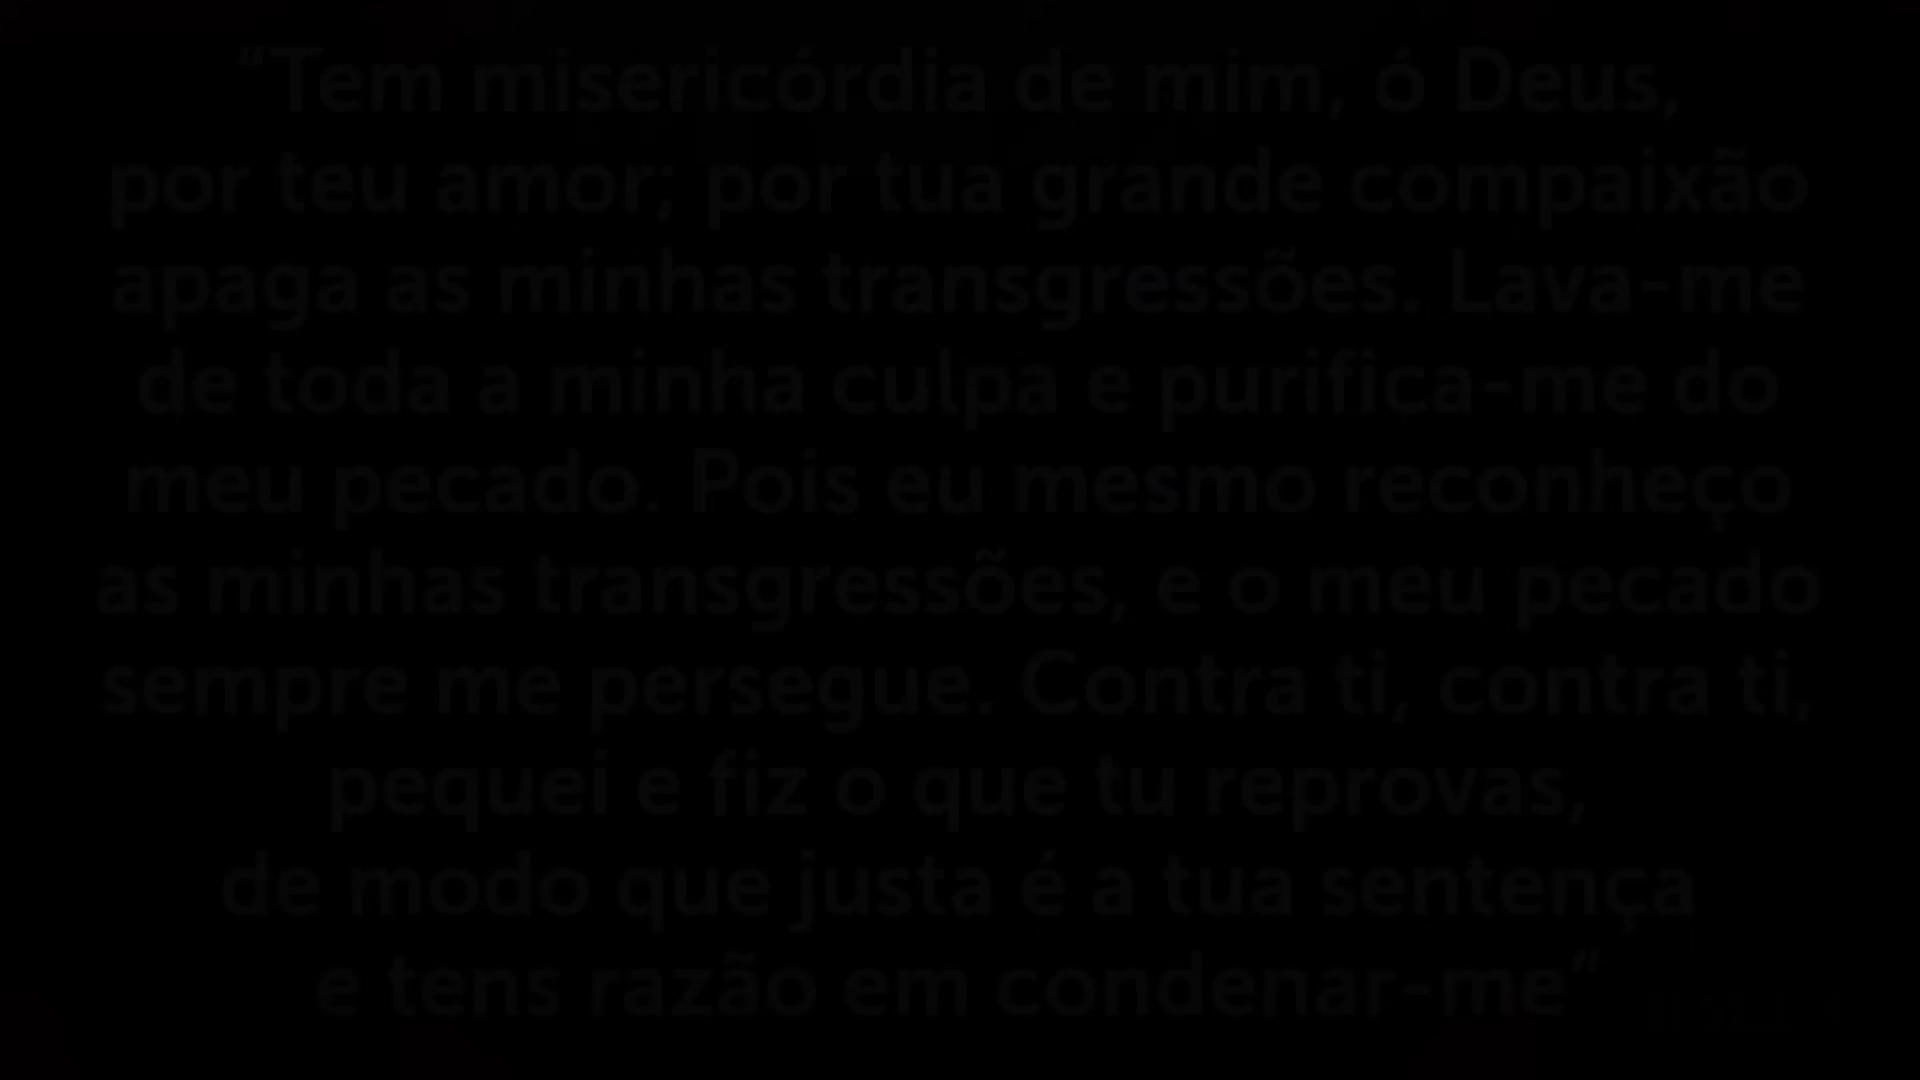 “Tem misericórdia de mim, ó Deus,
por teu amor; por tua grande compaixão
apaga as minhas transgressões. Lava-me
de toda a minha culpa e purifica-me do
meu pecado. Pois eu mesmo reconheço
as minhas transgressões, e o meu pecado
sempre me persegue. Contra ti, contra ti,
pequei e fiz o que tu reprovas,
de modo que justa é a tua sentença
e tens razão em condenar-me”